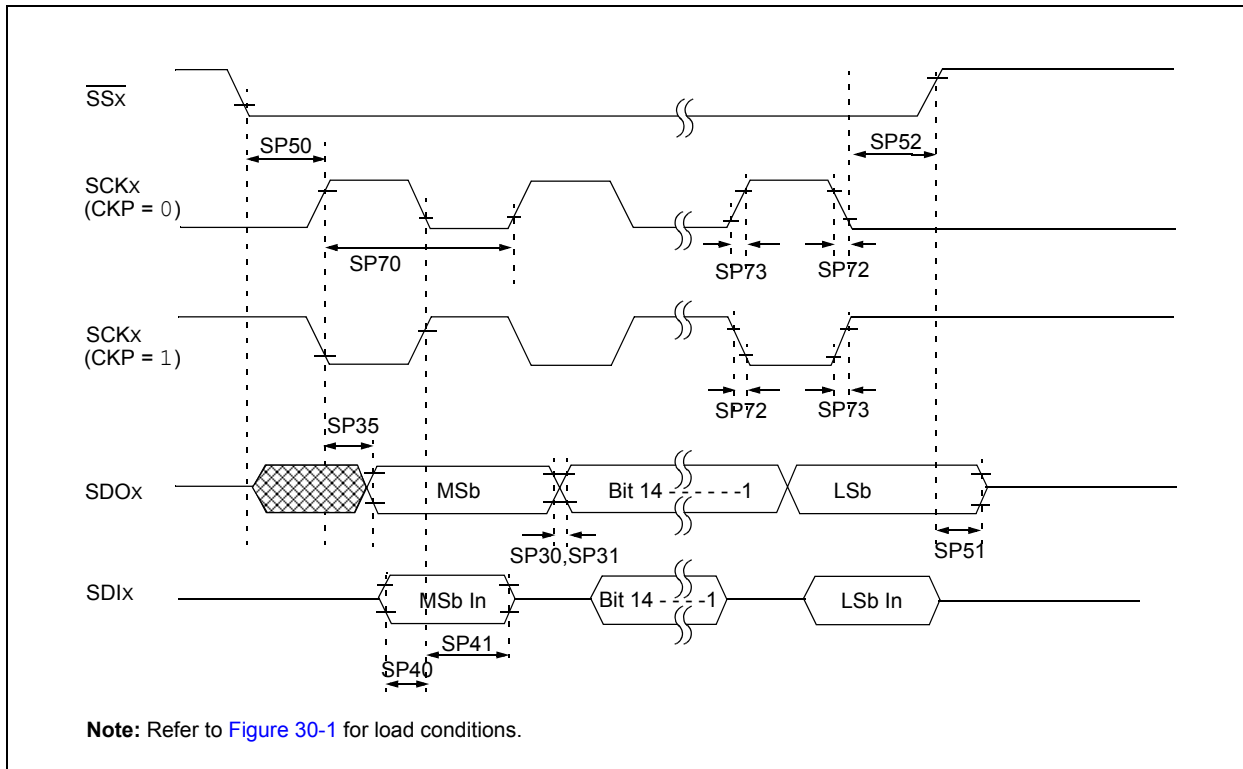 SSx
SP50
SP52
SCKx
(CKP = 0)
SP70
SP73
SP72
SCKx
(CKP = 1)
SP72
SP73
SP35
SDOx
MSb
Bit 14 - - - - - -1
LSb
SP30,SP31
SP51
SDIx
MSb In
Bit 14 - - - -1
LSb In
SP41
SP40
Note: Refer to Figure 30-1 for load conditions.